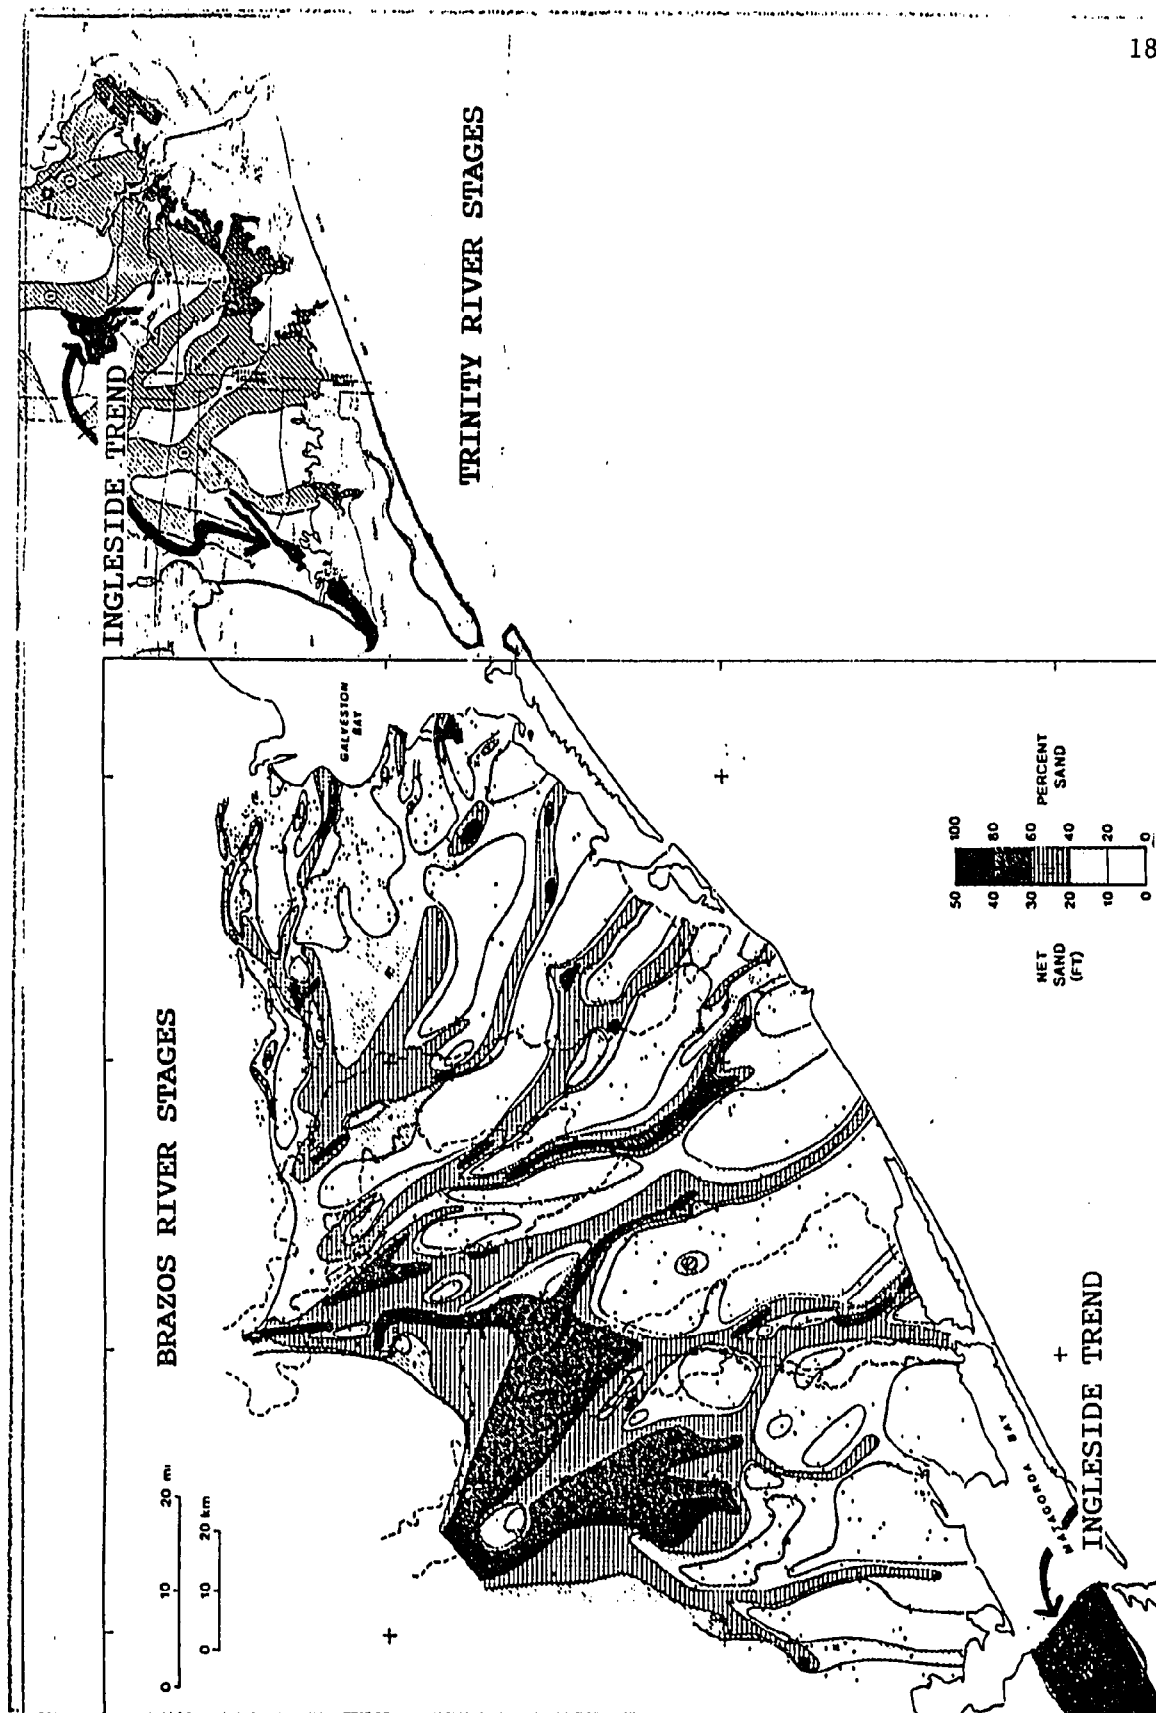 18
TRINITY RIVER STAGES
INGLESIDE TREND
GALVESTON
BAY
BRAZOS RIVER STAGES
PERCENT
SAND
100
80
60
40
20
0
50
40
30
20
10
0
NET
SAND
(FT)
0 10 20 mi
0 10 20 km
MATAGORDA BAY
INGLESIDE TREND